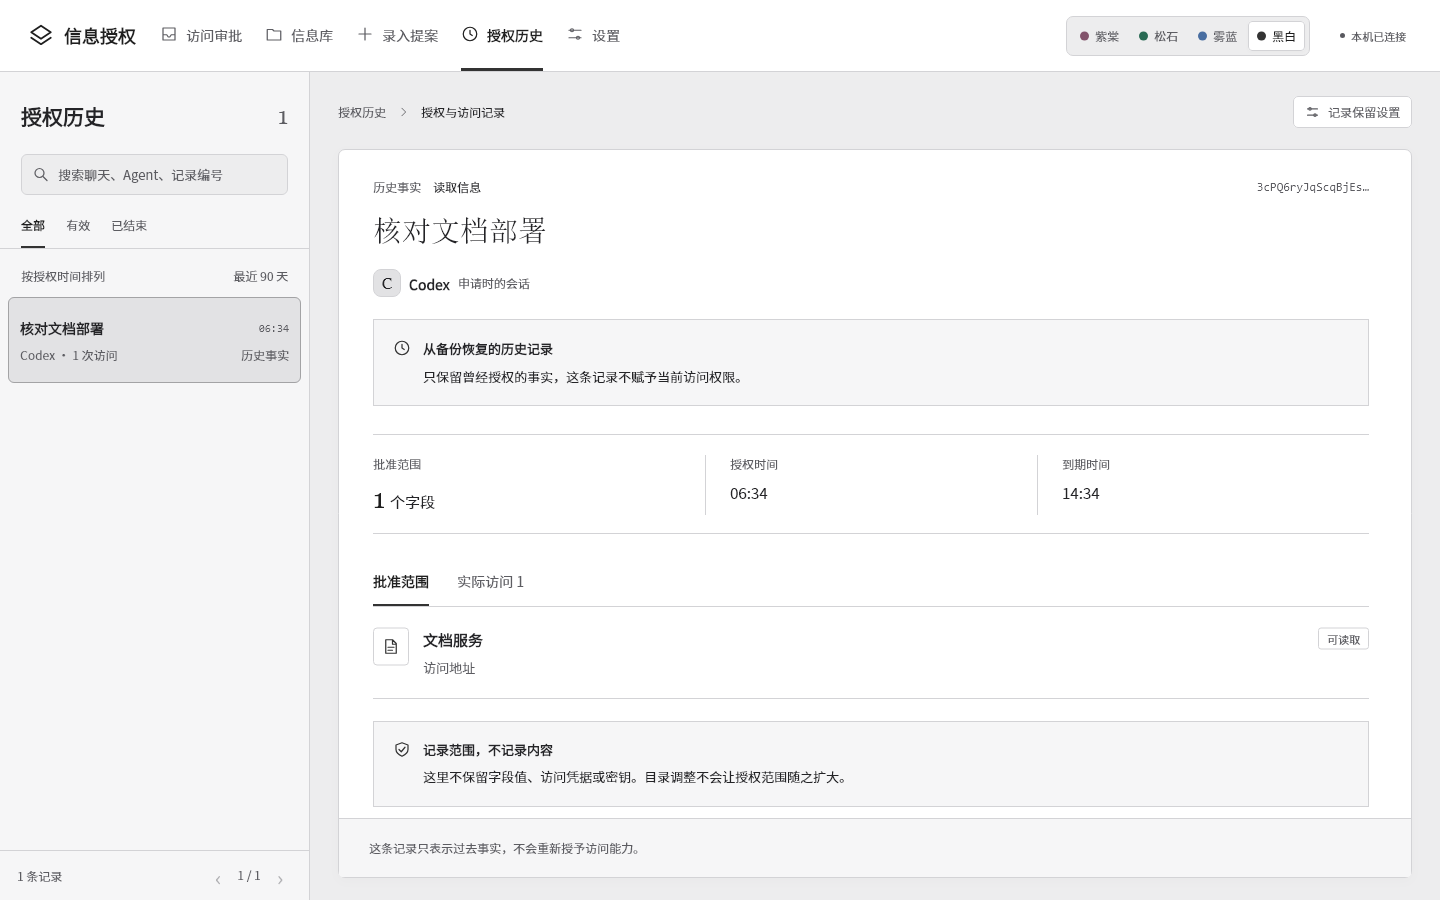 信息授权
访问审批
信息库
录入提案
授权历史
设置
紫棠
松石
雾蓝
黑白
本机已连接
授权历史
1
搜索聊天、Agent、记录编号
全部
有效
已结束
按授权时间排列
最近 90 天
核对文档部署
06:34
Codex · 1 次访问
历史事实
1 条记录
1 / 1
授权历史
授权与访问记录
记录保留设置
历史事实
读取信息
3cPQ6ryJqScqBjEs…
核对文档部署
C
Codex
申请时的会话
从备份恢复的历史记录
只保留曾经授权的事实，这条记录不赋予当前访问权限。
批准范围
1 个字段
授权时间
06:34
到期时间
14:34
批准范围
实际访问 1
文档服务
访问地址
可读取
记录范围，不记录内容
这里不保留字段值、访问凭据或密钥。目录调整不会让授权范围随之扩大。
这条记录只表示过去事实，不会重新授予访问能力。